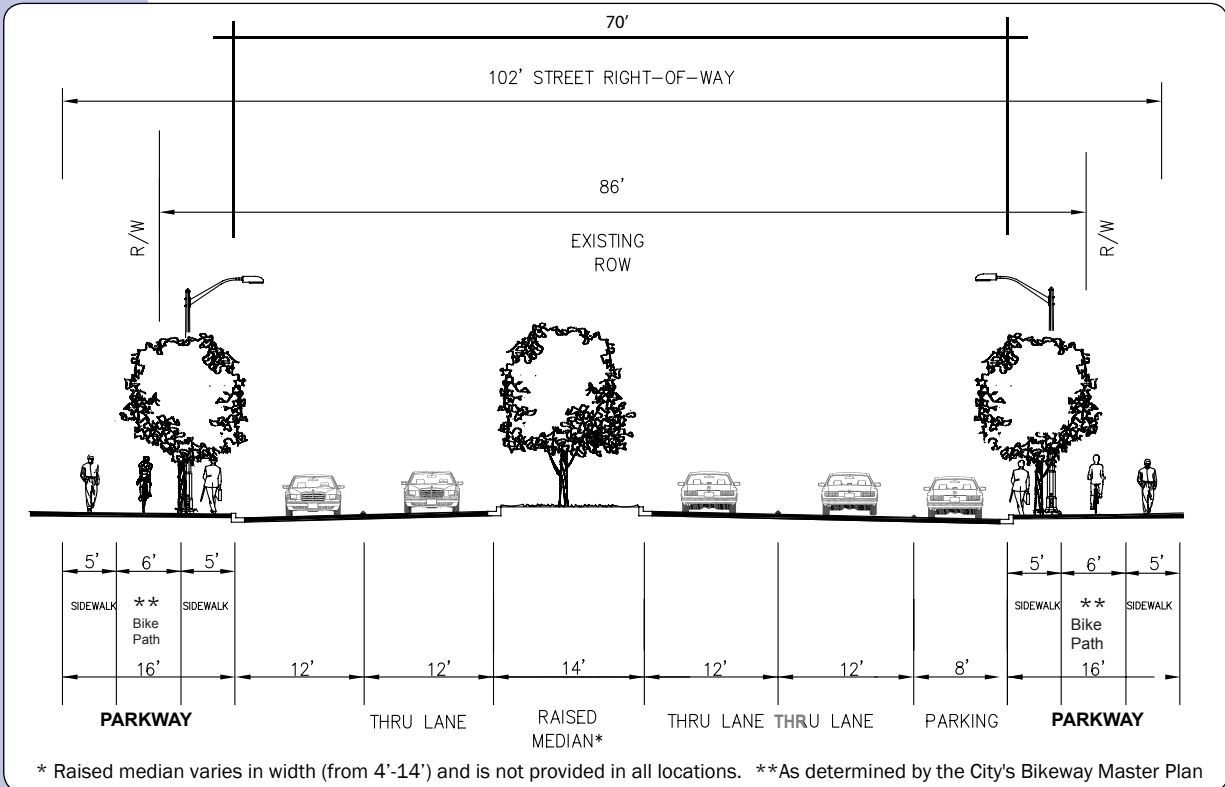 70'
102' STREET RIGHT-OF-WAY
86'
R/W
R/W
EXISTING
ROW
5' 6' 5' 5' 6' 5'
SIDEWALK ** SIDEWALK SIDEWALK ** SIDEWALK
Bike Bike
Path Path
16' 12' 12' 14' 12' 12' 8' 16'
PARKWAY THRU LANE RAISED THRU LANE THRU LANE PARKING PARKWAY
MEDIAN*
* Raised median varies in width (from 4'-14') and is not provided in all locations. **As determined by the City's Bikeway Master Plan